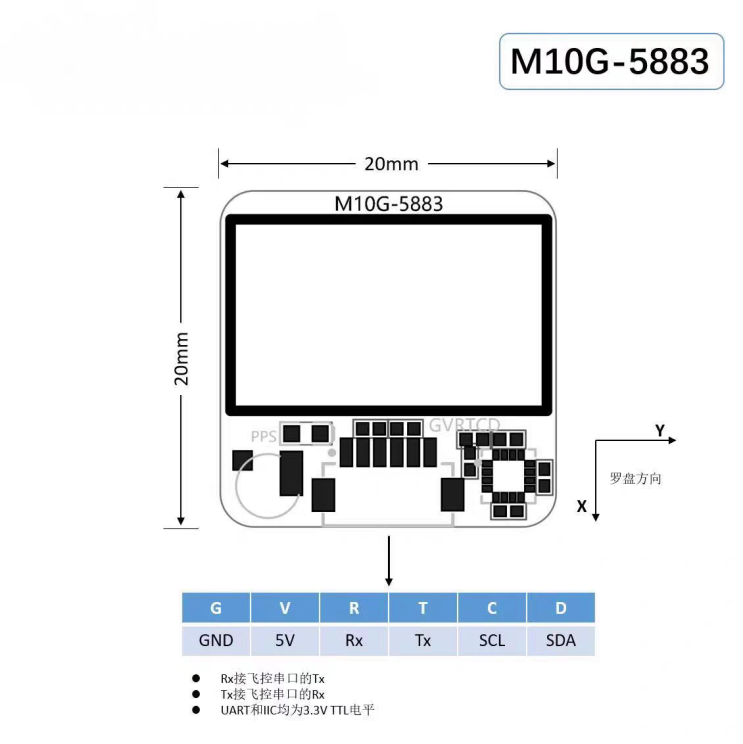 M10G-5883
20mm
M10G-5883
20mm
PPS
GVRTCD
Y
罗盘方向
X
G V R T C D
GND 5V Rx Tx SCL SDA
● Rx接飞控串口的Tx
● Tx接飞控串口的Rx
● UART和IIC均为3.3V TTL电平